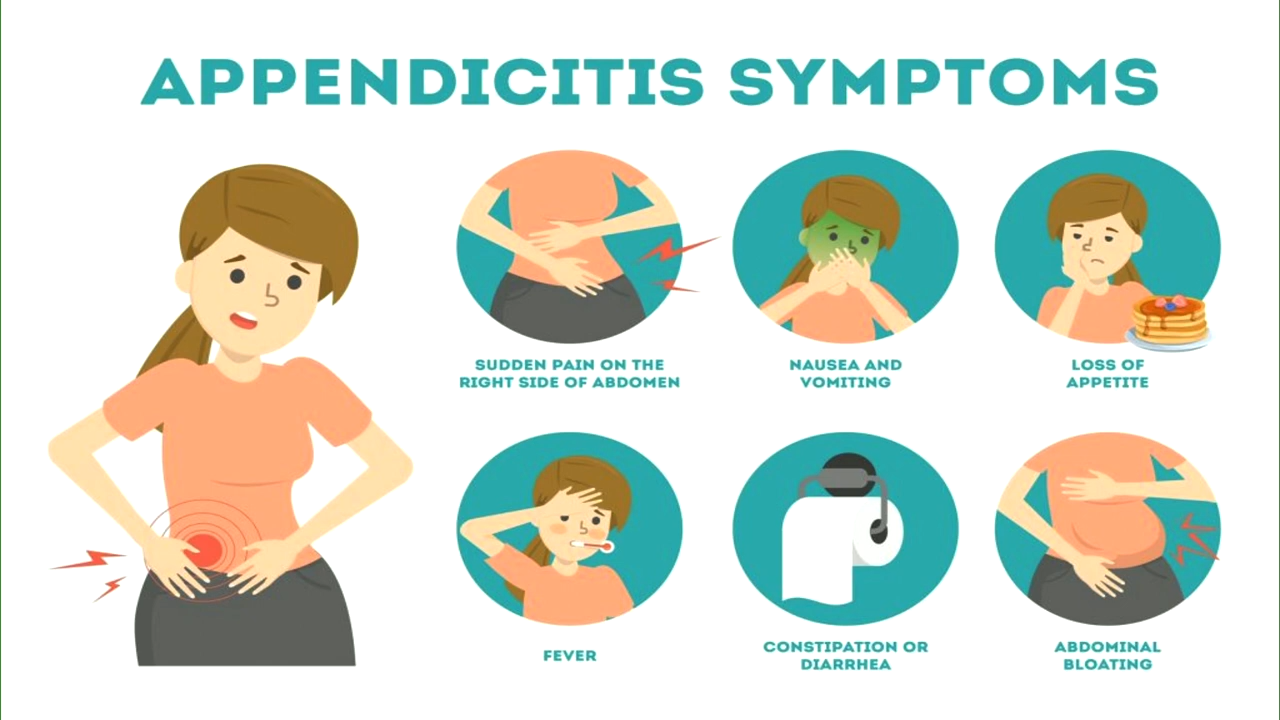 APPENDICITIS SYMPTOMS
SUDDEN PAIN ON THE
RIGHT SIDE OF ABDOMEN
NAUSEA AND
VOMITING
LOSS OF
APPETITE
FEVER
CONSTIPATION OR
DIARRHEA
ABDOMINAL
BLOATING